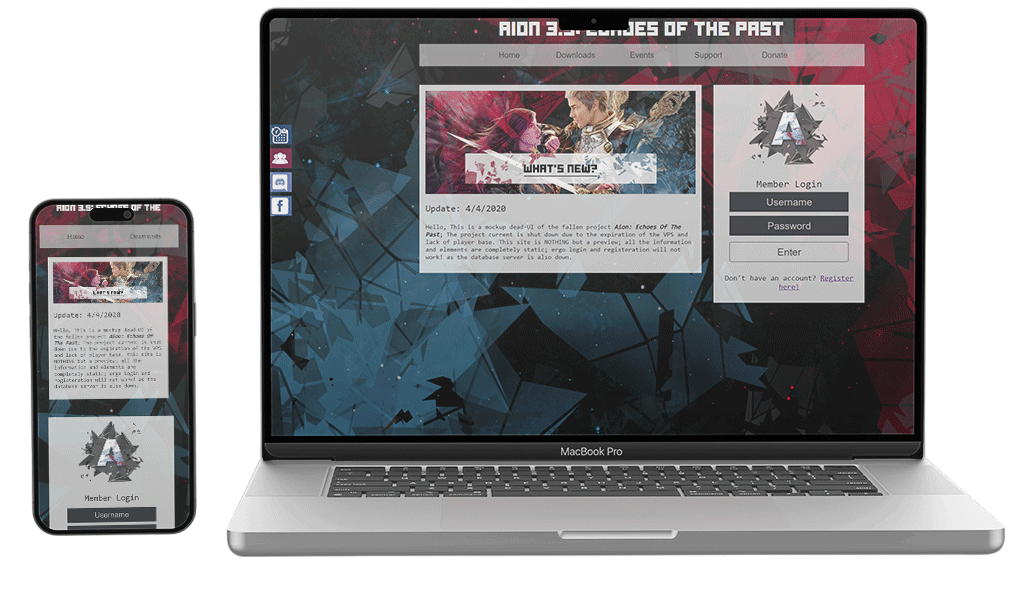 AION 3.5: ECHOES OF THE PAST
Home Downloads Events Support Donate
WHAT'S NEW?
Update: 4/4/2020
Hello, This is a mockup dead-UI of the fallen project Aion: Echoes Of The
Past; The project current is shut down due to the expiration of the VPS and
lack of player base. This site is NOTHING but a preview; all the information
and elements are completely static; ergo login and registeration will not
work! as the database server is also down.
A
Member Login
Username
Password
Enter
Don't have an account? Register
here!
MacBook Pro
AION 3.5: ECHOES OF THE
Home Downloads
WHAT'S NEW?
Update: 4/4/2020
Hello, This is a mockup dead-UI of
the fallen project Aion: Echoes Of
The Past; The project current is shut
down due to the expiration of the VPS
and lack of player base. This site is
NOTHING but a preview; all the
information and elements are
completely static; ergo login and
registeration will not work! as the
database server is also down.
A
Member Login
Username